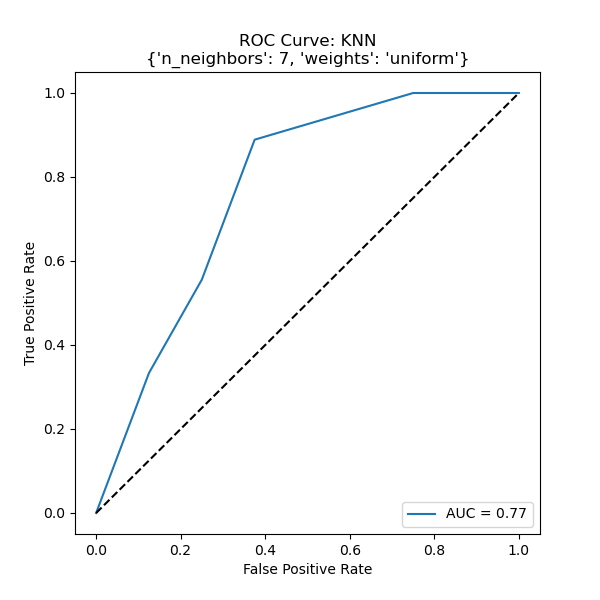 ROC Curve: KNN
{'n_neighbors': 7, 'weights': 'uniform'}
1.0
0.8
0.6
0.4
0.2
0.0
True Positive Rate
AUC = 0.77
0.0 0.2 0.4 0.6 0.8 1.0
False Positive Rate